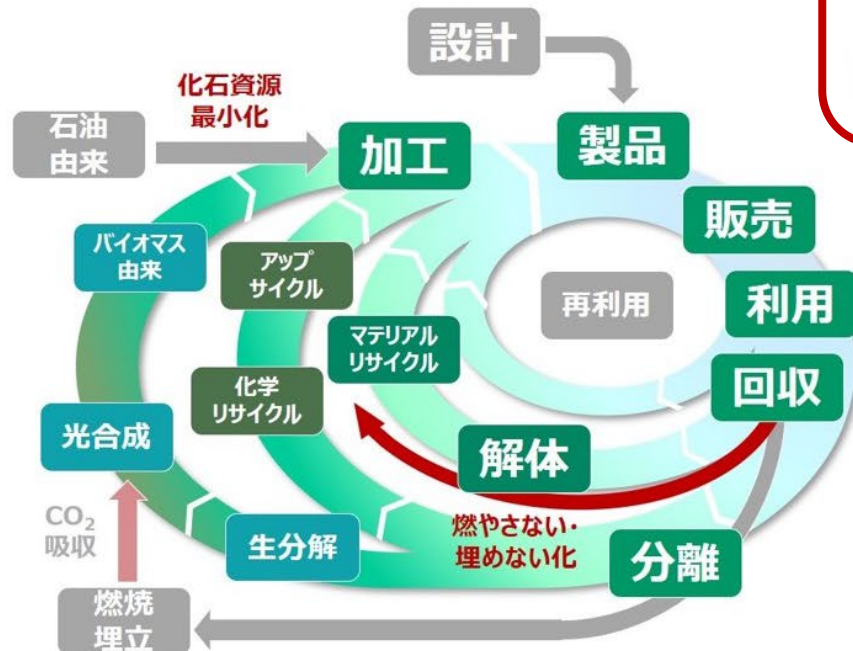 設計
化石資源
最小化
石油
由来
加工
製品
販売
バイオマス
由来
アップ
サイクル
再利用
利用
マテリアル
リサイクル
化学
リサイクル
回収
光合成
解体
CO₂
吸収
燃やさない・
埋めない化
生分解
分離
燃焼
埋立